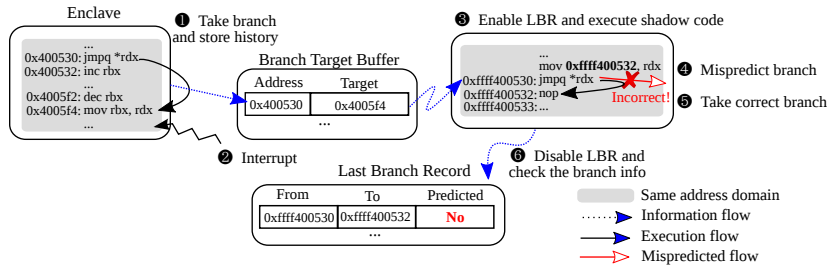 Enclave
❶ Take branch
and store history
...
0x400530: jmpq *rdx
0x400532: inc rbx
...
0x4005f2: dec rbx
0x4005f4: mov rbx, rdx
...
❷ Interrupt
Branch Target Buffer
Address Target
0x400530 0x4005f4
...
❸ Enable LBR and execute shadow code
...
mov 0xffff400532, rdx
0xffff400530: jmpq *rdx
0xffff400532: nop
0xffff400533: ...
Incorrect!
❹ Mispredict branch
❺ Take correct branch
❻ Disable LBR and
check the branch info
Last Branch Record
From To Predicted
0xffff400530 0xffff400532 No
...
Same address domain
Information flow
Execution flow
Mispredicted flow